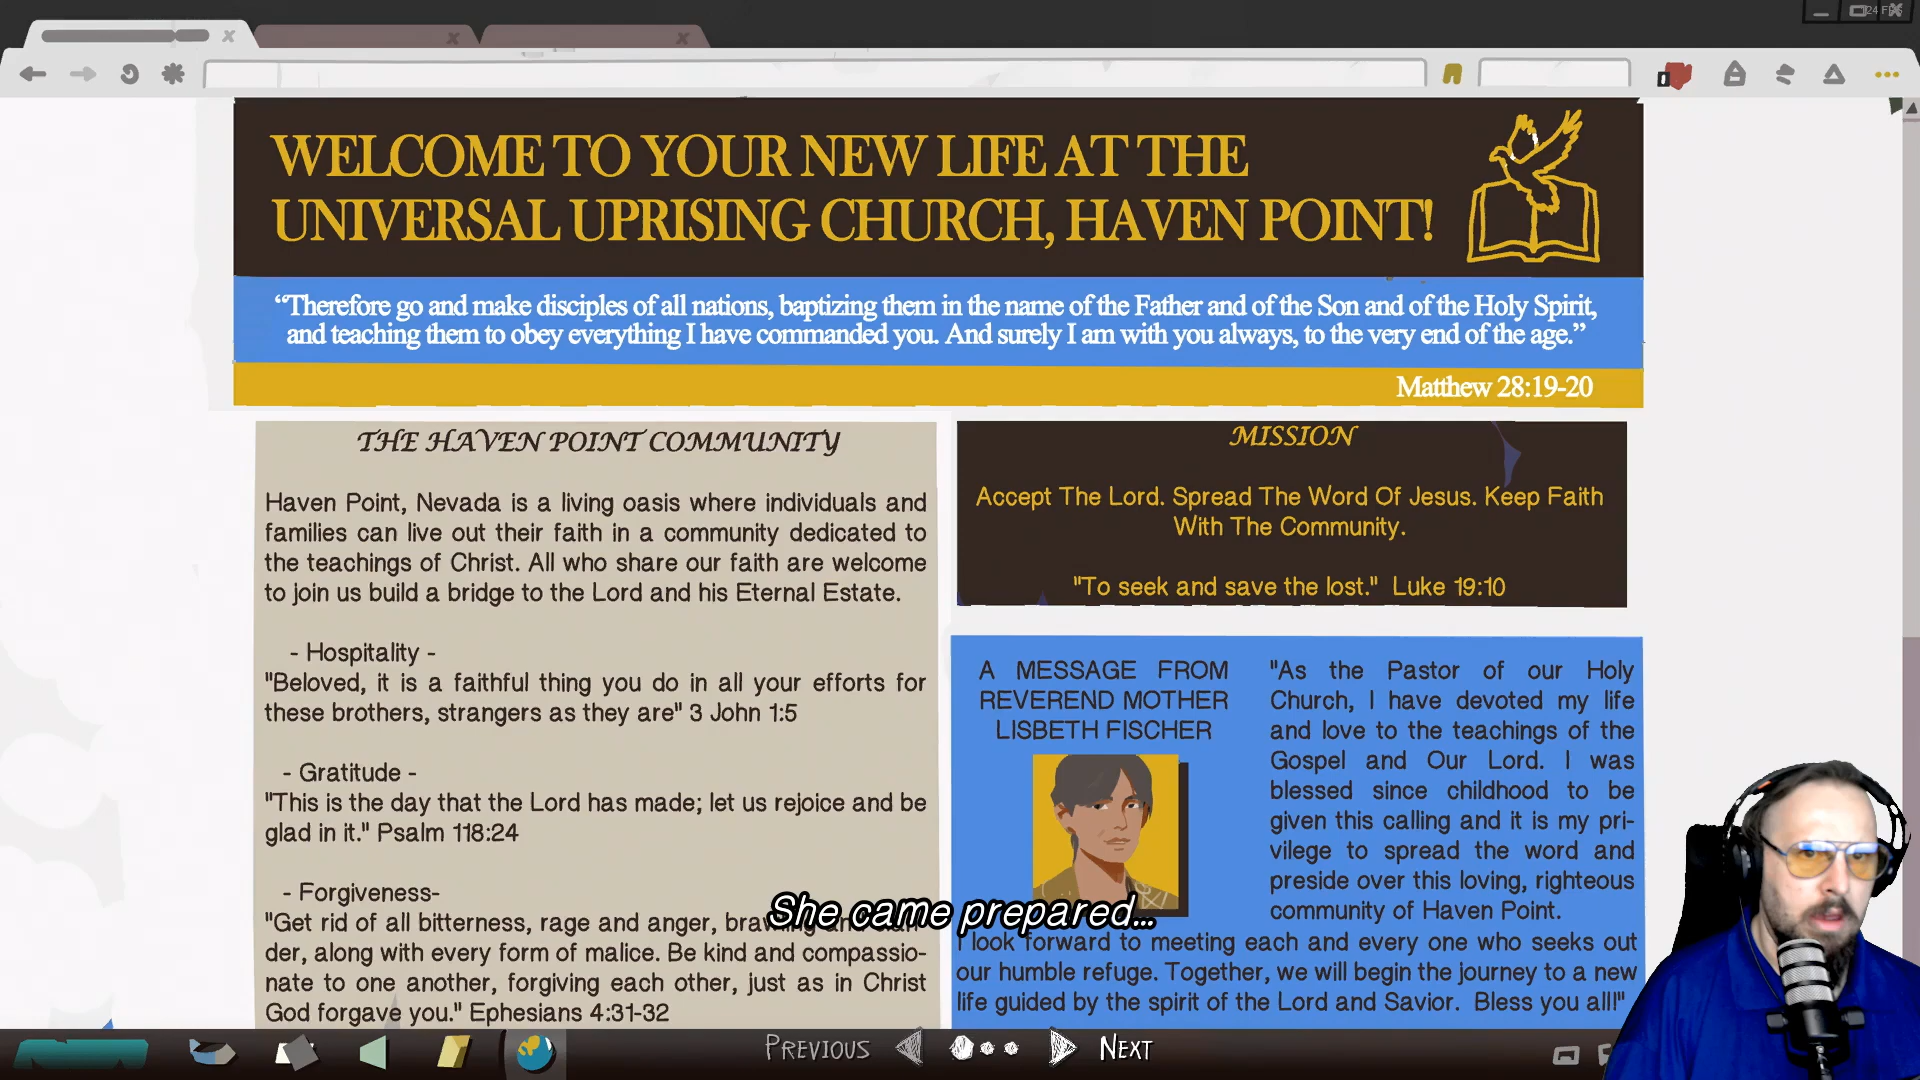 24 FPS
WELCOME TO YOUR NEW LIFE AT THE
UNIVERSAL UPRISING CHURCH, HAVEN POINT!
“Therefore go and make disciples of all nations, baptizing them in the name of the Father and of the Son and of the Holy Spirit,
and teaching them to obey everything I have commanded you. And surely I am with you always, to the very end of the age.”
Matthew 28:19-20
THE HAVEN POINT COMMUNITY
Haven Point, Nevada is a living oasis where individuals and
families can live out their faith in a community dedicated to
the teachings of Christ. All who share our faith are welcome
to join us build a bridge to the Lord and his Eternal Estate.
- Hospitality -
"Beloved, it is a faithful thing you do in all your efforts for
these brothers, strangers as they are" 3 John 1:5
- Gratitude -
"This is the day that the Lord has made; let us rejoice and be
glad in it." Psalm 118:24
- Forgiveness-
"Get rid of all bitterness, rage and anger,
der, along with every form of malice. Be kind and compassio-
nate to one another, forgiving each other, just as in Christ
God forgave you." Ephesians 4:31-32
MISSION
Accept The Lord. Spread The Word Of Jesus. Keep Faith
With The Community.
"To seek and save the lost." Luke 19:10
A MESSAGE FROM
REVEREND MOTHER
LISBETH FISCHER
"As the Pastor of our Holy
Church, I have devoted my life
and love to the teachings of the
Gospel and Our Lord. I was
blessed since childhood to be
given this calling and it is my pri-
vilege to spread the word and
preside over this loving, righteous
community of Haven Point.
I look forward to meeting each and every one who seeks out
our humble refuge. Together, we will begin the journey to a new
life guided by the spirit of the Lord and Savior. Bless you all!"
She came prepared...
PREVIOUS
NEXT